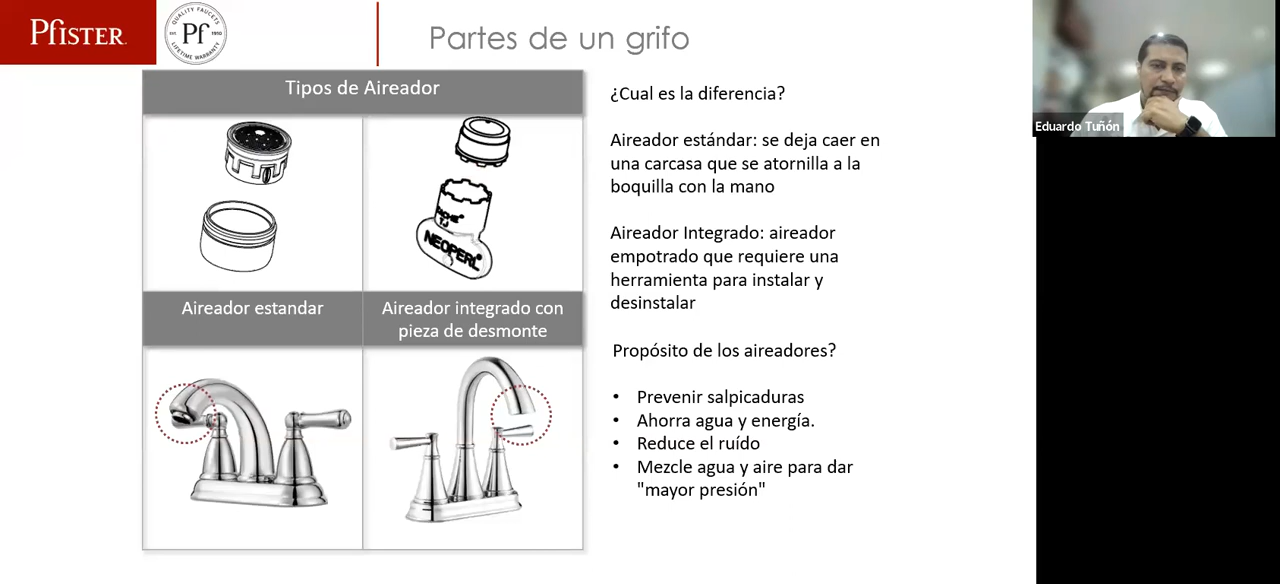 PFISTER
QUALITY FAUCETS
EST.
Pf
1910
LIFETIME WARRANTY
Partes de un grifo
Tipos de Aireador
NEOPERL®
Aireador estandar
Aireador integrado con
pieza de desmonte
¿Cual es la diferencia?
Aireador estándar: se deja caer en
una carcasa que se atornilla a la
boquilla con la mano
Aireador Integrado: aireador
empotrado que requiere una
herramienta para instalar y
desinstalar
Propósito de los aireadores?
• Prevenir salpicaduras
• Ahorra agua y energía.
• Reduce el ruído
• Mezcle agua y aire para dar
"mayor presión"
Eduardo Tuñón